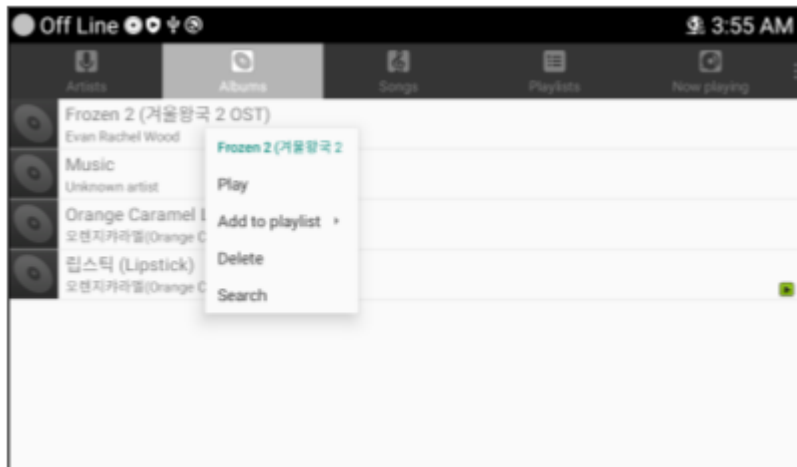 Off Line
3:55 AM
Artists
Albums
Songs
Playlists
Now playing
Frozen 2 (겨울왕국 2 OST)
Evan Rachel Wood
Music
Unknown artist
Orange Caramel L
오렌지카라멜(Orange C
립스틱 (Lipstick)
오렌지카라멜(Orange C
Frozen 2 (겨울왕국 2
Play
Add to playlist
Delete
Search